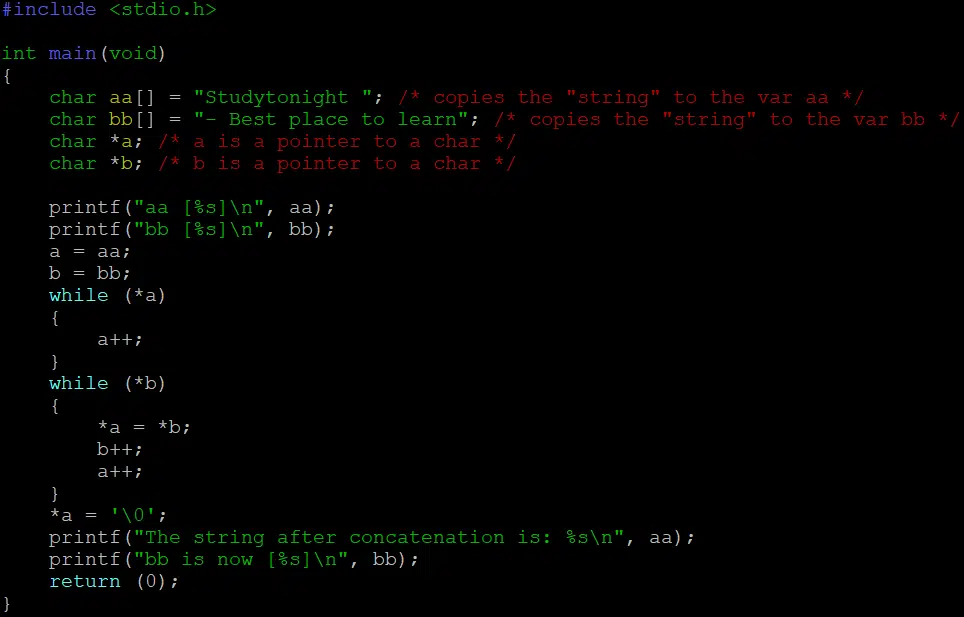 #include <stdio.h>

int main(void)
{
    char aa[] = "Studytonight "; /* copies the "string" to the var aa */
    char bb[] = "- Best place to learn"; /* copies the "string" to the var bb */
    char *a; /* a is a pointer to a char */
    char *b; /* b is a pointer to a char */

    printf("aa [%s]\n", aa);
    printf("bb [%s]\n", bb);
    a = aa;
    b = bb;
    while (*a)
    {
        a++;
    }
    while (*b)
    {
        *a = *b;
        b++;
        a++;
    }
    *a = '\0';
    printf("The string after concatenation is: %s\n", aa);
    printf("bb is now [%s]\n", bb);
    return (0);
}